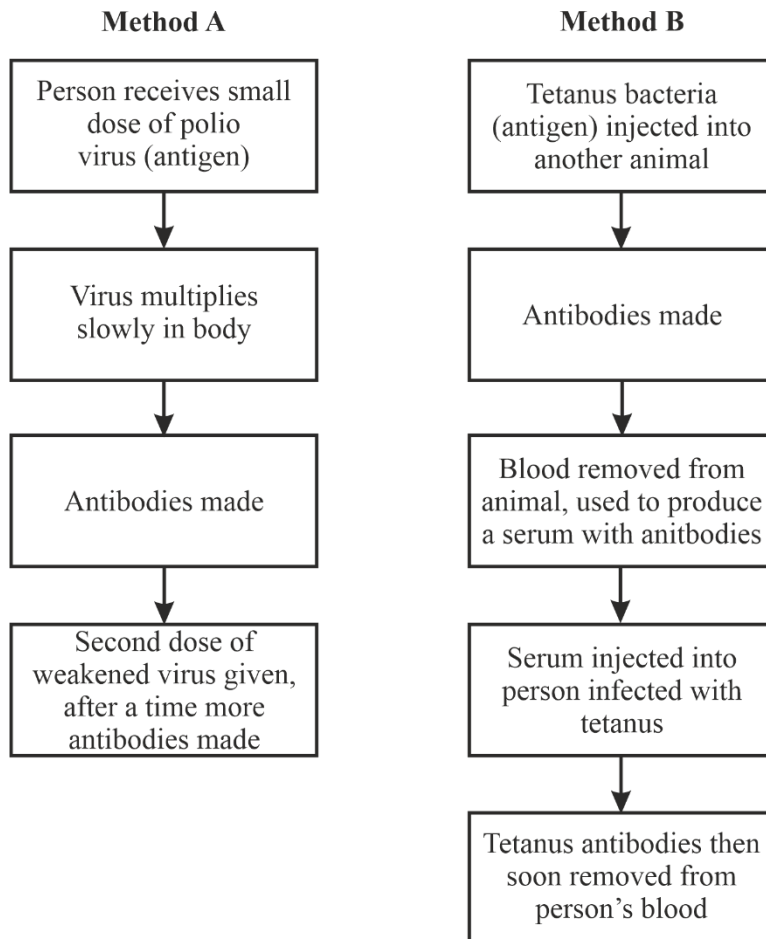 Method A
Person receives small
dose of polio
virus (antigen)
Virus multiplies
slowly in body
Antibodies made
Second dose of
weakened virus given,
after a time more
antibodies made
Method B
Tetanus bacteria
(antigen) injected into
another animal
Antibodies made
Blood removed from
animal, used to produce
a serum with anitbodies
Serum injected into
person infected with
tetanus
Tetanus antibodies then
soon removed from
person's blood